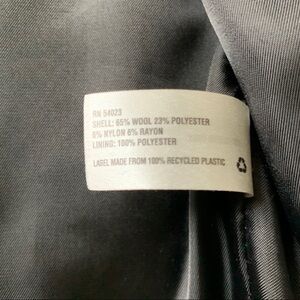 RN 54023
SHELL: 65% WOOL 23% POLYESTER
6% NYLON 6% RAYON
LINING: 100% POLYESTER
LABEL MADE FROM 100% RECYCLED PLASTIC